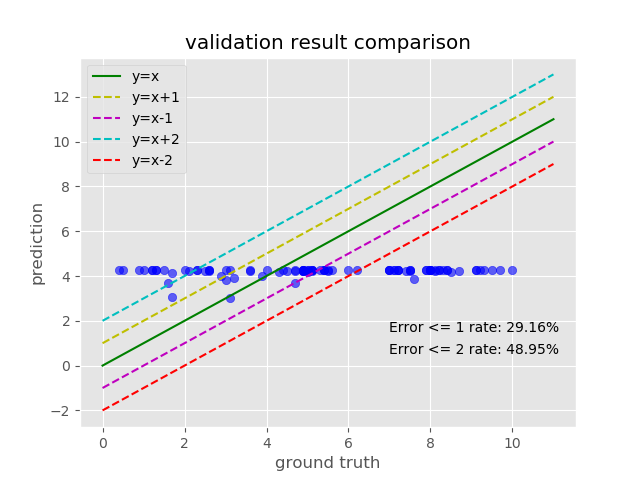 validation result comparison
y=x
y=x+1
y=x-1
y=x+2
y=x-2
12
10
8
6
4
2
0
−2
prediction
Error <= 1 rate: 29.16%
Error <= 2 rate: 48.95%
0 2 4 6 8 10
ground truth